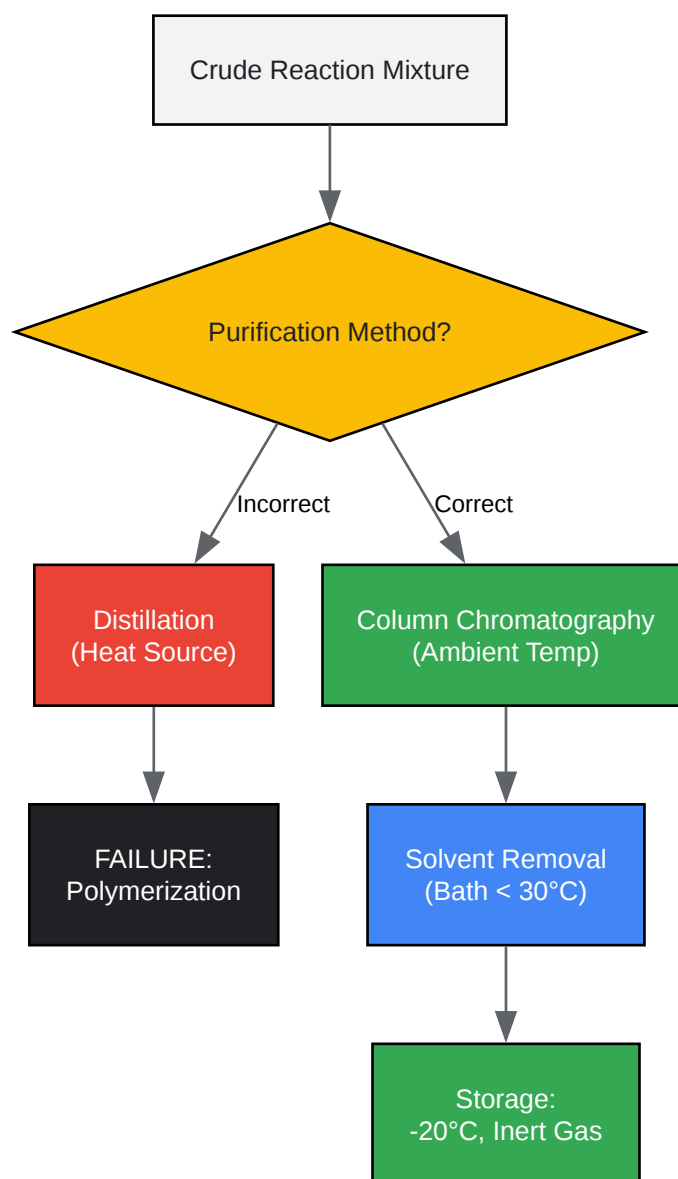 Crude Reaction Mixture
Purification Method?
Incorrect
Correct
Distillation
(Heat Source)
Column Chromatography
(Ambient Temp)
FAILURE:
Polymerization
Solvent Removal
(Bath < 30°C)
Storage:
-20°C, Inert Gas